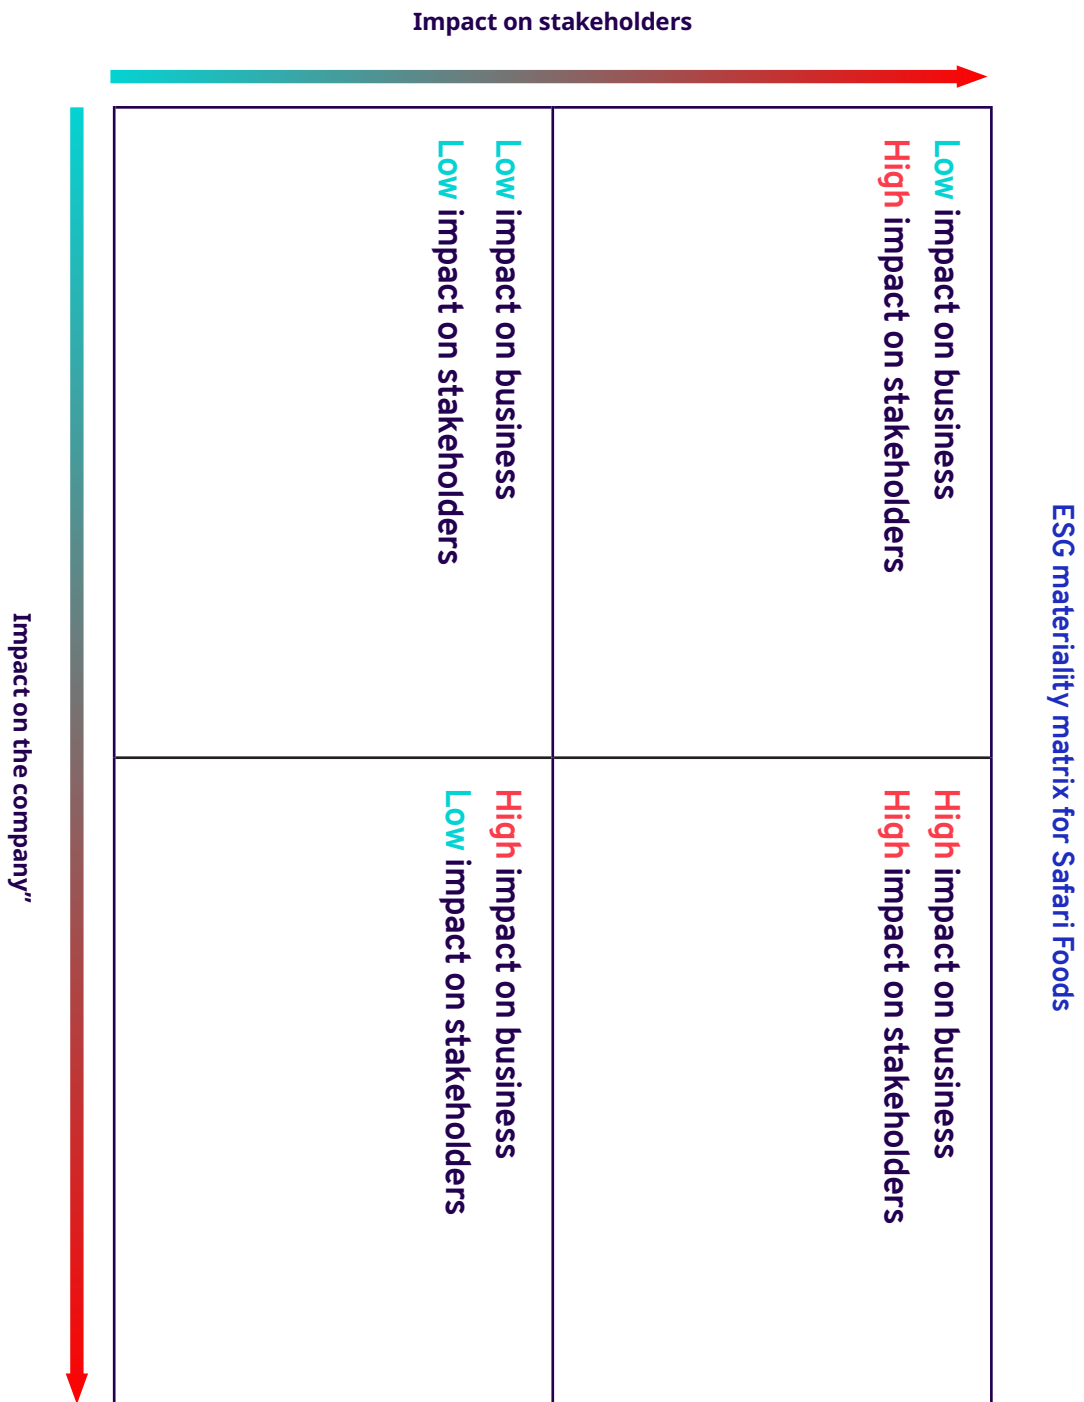 Impact on stakeholders
ESG materiality matrix for Safari Foods
Low impact on business
High impact on stakeholders
High impact on business
High impact on stakeholders
Low impact on business
Low impact on stakeholders
High impact on business
Low impact on stakeholders
Impact on the company”